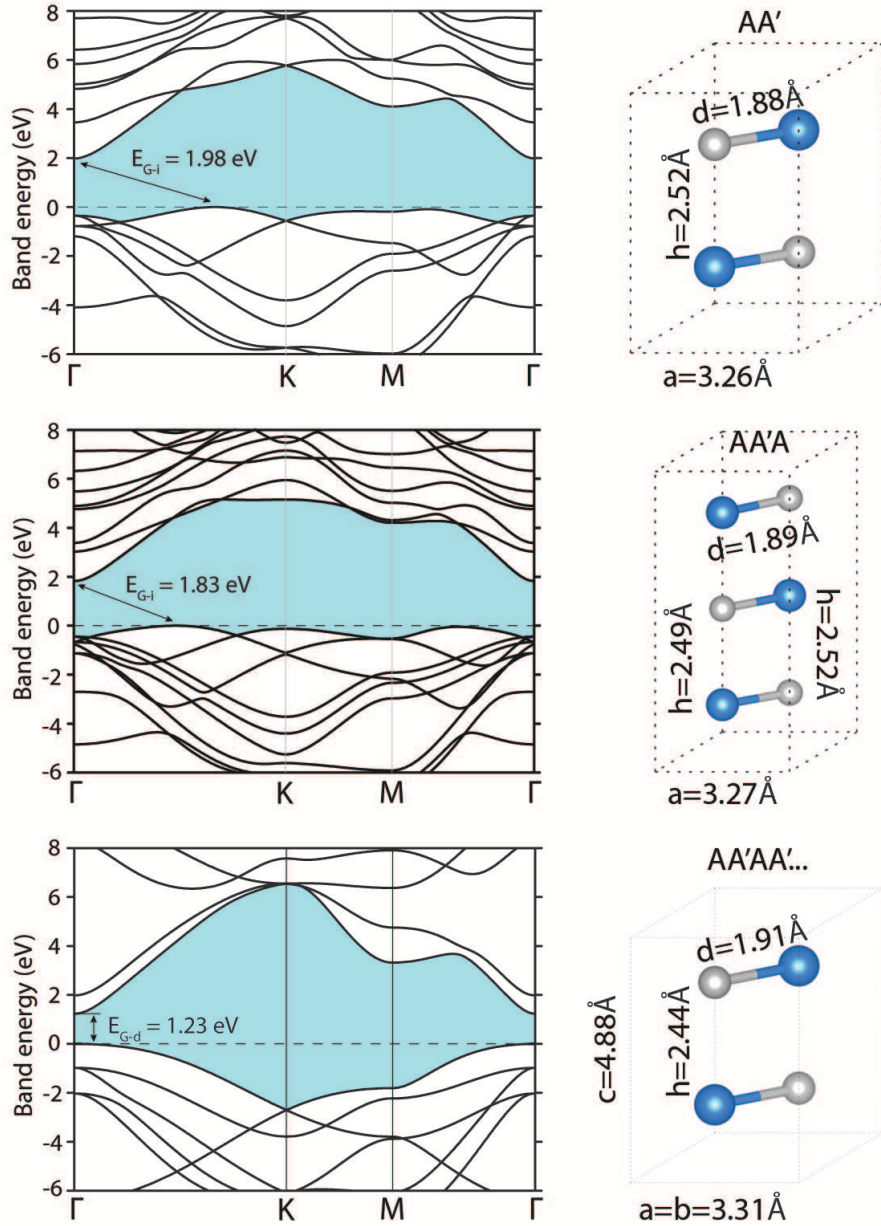 8
6
4
2
0
-2
-4
-6
Band energy (eV)
E_G-i = 1.98 eV
Γ K M Γ
AA'
d=1.88Å
h=2.52Å
a=3.26Å
8
6
4
2
0
-2
-4
-6
Band energy (eV)
E_G-i = 1.83 eV
Γ K M Γ
AA'A
d=1.89Å
h=2.49Å
h=2.52Å
a=3.27Å
8
6
4
2
0
-2
-4
-6
Band energy (eV)
E_G-d = 1.23 eV
Γ K M Γ
AA'AA'...
d=1.91Å
c=4.88Å
h=2.44Å
a=b=3.31Å